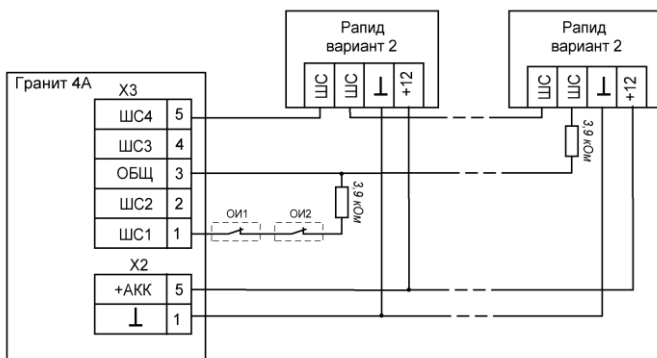 Рапид
вариант 2
ШС ШС ⊥ +12
Рапид
вариант 2
ШС ШС ⊥ +12
Гранит 4А
Х3
ШС4 5
ШС3 4
ОБЩ 3
ШС2 2
ШС1 1
3,9 кОм
3,9 кОм
ОИ1 ОИ2
Х2
+АКК 5
⊥ 1